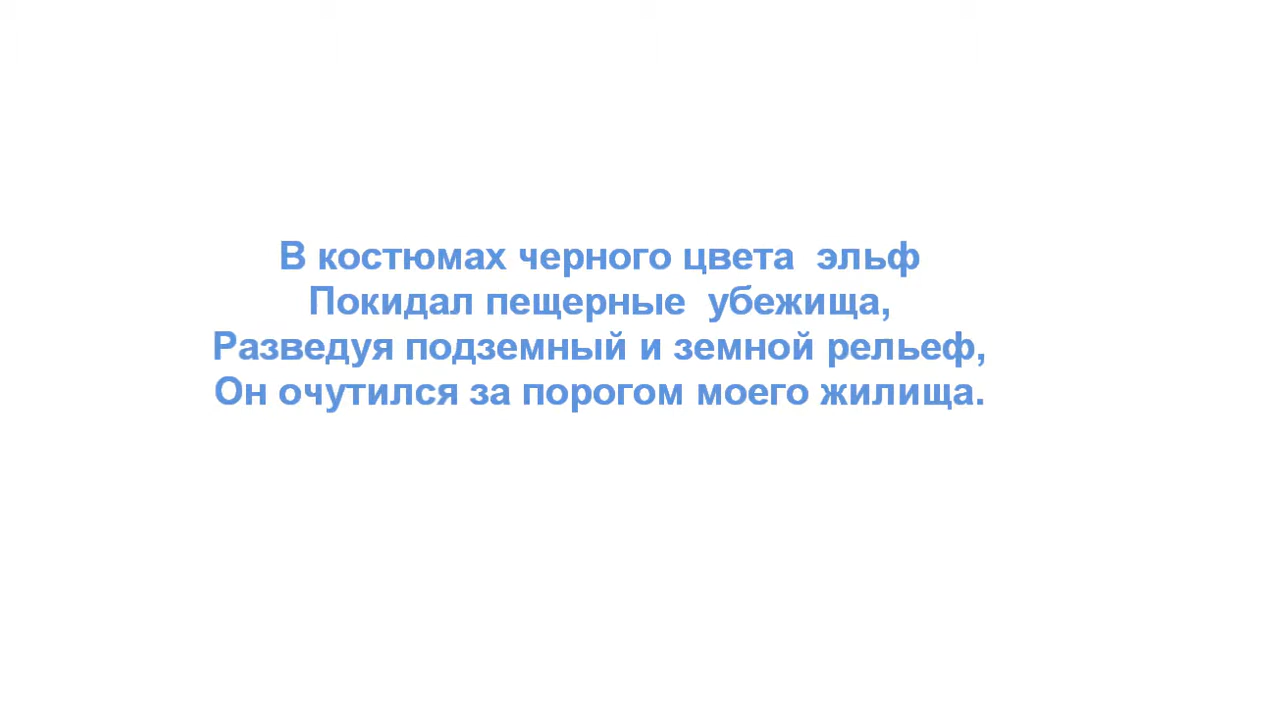 В костюмах черного цвета  эльф
Покидал пещерные  убежища,
Разведуя подземный и земной рельеф,
Он очутился за порогом моего жилища.